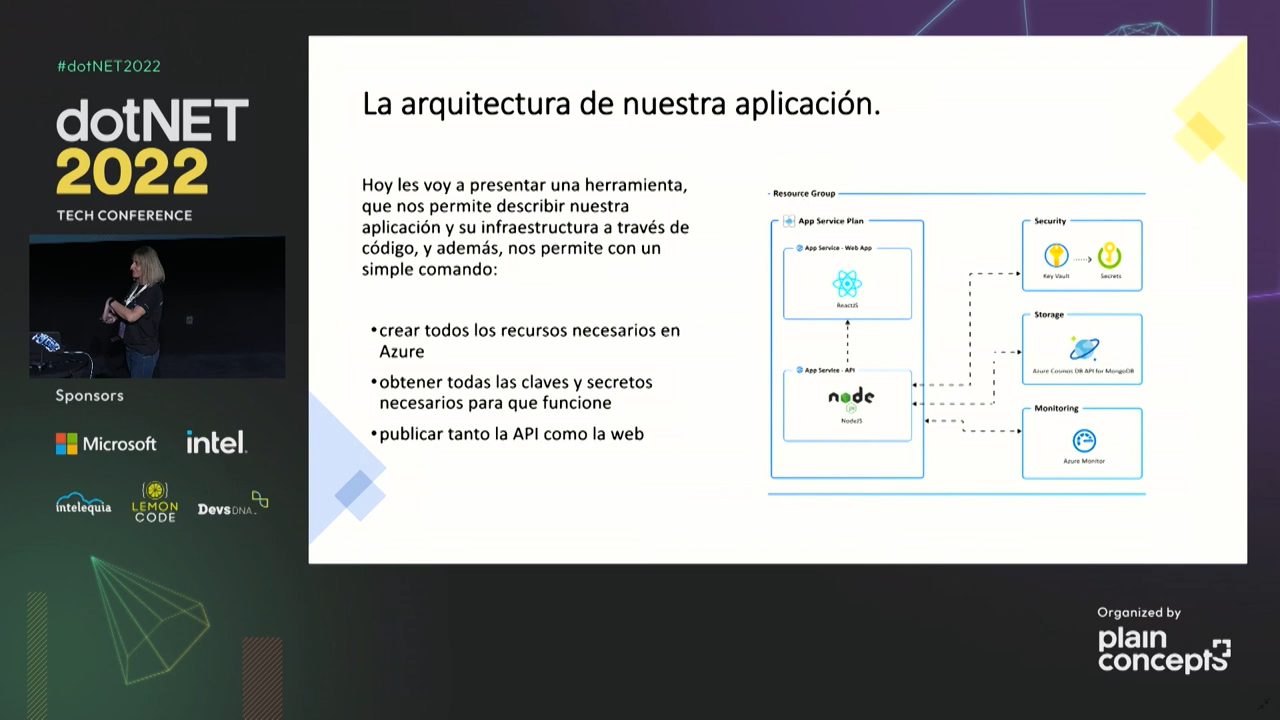 #dotNET2022
dotNET
2022
TECH CONFERENCE
Sponsors
Microsoft
intel.
intelequia
LEMON
CODE
DevsDNA.
La arquitectura de nuestra aplicación.
Hoy les voy a presentar una herramienta,
que nos permite describir nuestra
aplicación y su infraestructura a través de
código, y además, nos permite con un
simple comando:
•crear todos los recursos necesarios en
Azure
•obtener todas las claves y secretos
necesarios para que funcione
•publicar tanto la API como la web
Resource Group
App Service Plan
App Service - Web App
ReactJS
App Service - API
node
JS
NodeJS
Security
Key Vault
Secrets
Storage
Azure Cosmos DB API for MongoDB
Monitoring
Azure Monitor
Organized by
plain
concepts